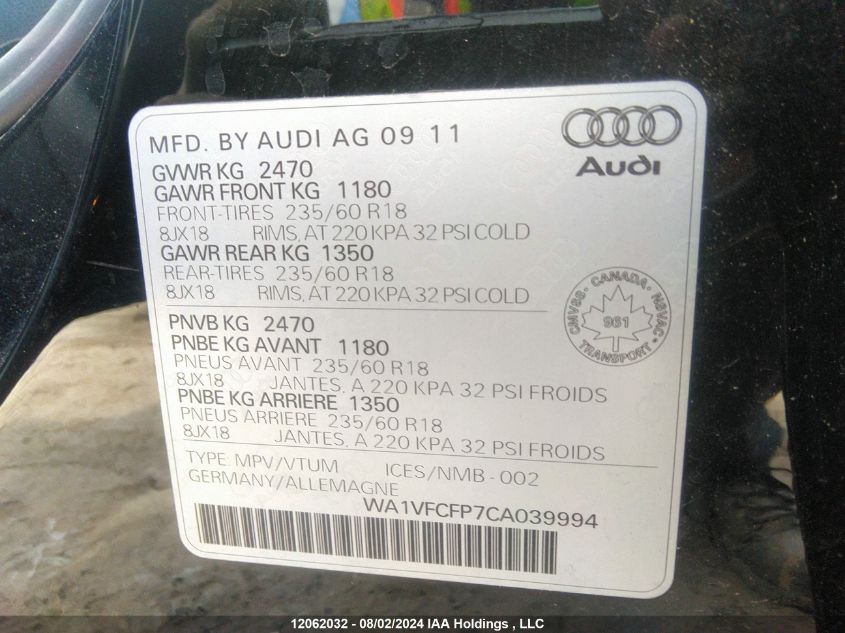 MFD. BY AUDI AG 09 11
Audi
GVWR KG 2470
GAWR FRONT KG 1180
FRONT-TIRES 235/60 R18
8JX18 RIMS, AT 220 KPA 32 PSI COLD
GAWR REAR KG 1350
REAR-TIRES 235/60 R18
8JX18 RIMS, AT 220 KPA 32 PSI COLD
CMVSS - CANADA - NSVAC
961
TRANSPORT
PNVB KG 2470
PNBE KG AVANT 1180
PNEUS AVANT 235/60 R18
8JX18 JANTES, A 220 KPA 32 PSI FROIDS
PNBE KG ARRIERE 1350
PNEUS ARRIERE 235/60 R18
8JX18 JANTES, A 220 KPA 32 PSI FROIDS
TYPE: MPV/VTUM ICES/NMB - 002
GERMANY/ALLEMAGNE
WA1VFCFP7CA039994
12062032 - 08/02/2024 IAA Holdings , LLC